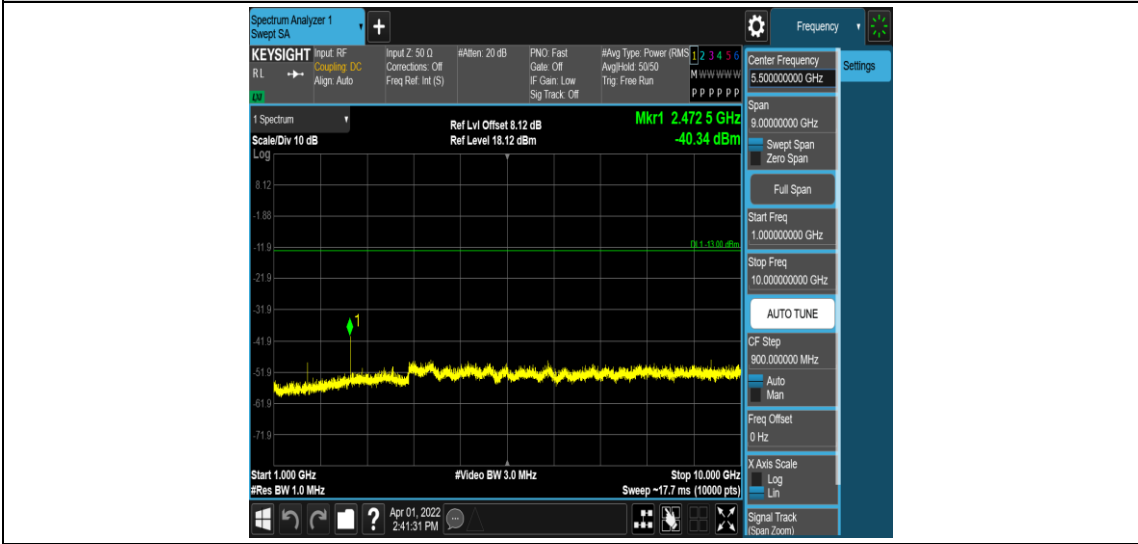 Spectrum Analyzer 1
Swept SA
+
Frequency
KEYSIGHT
RL
Input: RF
Coupling: DC
Align: Auto
Input Z: 50 Ω
Corrections: Off
Freq Ref: Int (S)
#Atten: 20 dB
PNO: Fast
Gate: Off
IF Gain: Low
Sig Track: Off
#Avg Type: Power (RMS
Avg|Hold: 50/50
Trig: Free Run
1 2 3 4 5 6
M W W W W W
P P P P P P
1 Spectrum
Scale/Div 10 dB
Log
Ref Lvl Offset 8.12 dB
Ref Level 18.12 dBm
Mkr1 2.472 5 GHz
-40.34 dBm
8.12
-1.88
-11.9
DL1 -13.00 dBm
-21.9
-31.9
1
-41.9
-51.9
-61.9
-71.9
Start 1.000 GHz
#Video BW 3.0 MHz
Stop 10.000 GHz
#Res BW 1.0 MHz
Sweep ~17.7 ms (10000 pts)
?
Apr 01, 2022
2:41:31 PM
Center Frequency
5.500000000 GHz
Settings
Span
9.00000000 GHz
Swept Span
Zero Span
Full Span
Start Freq
1.000000000 GHz
Stop Freq
10.000000000 GHz
AUTO TUNE
CF Step
900.000000 MHz
Auto
Man
Freq Offset
0 Hz
X Axis Scale
Log
Lin
Signal Track
(Span Zoom)